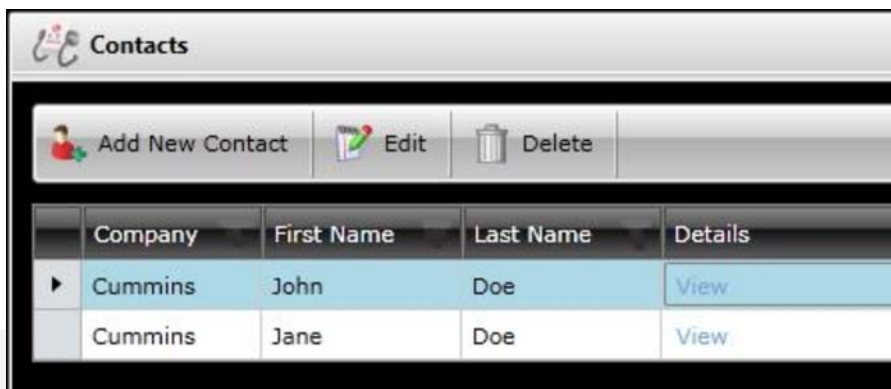 Contacts
Add New Contact Edit Delete
Company First Name Last Name Details
Cummins John Doe View
Cummins Jane Doe View